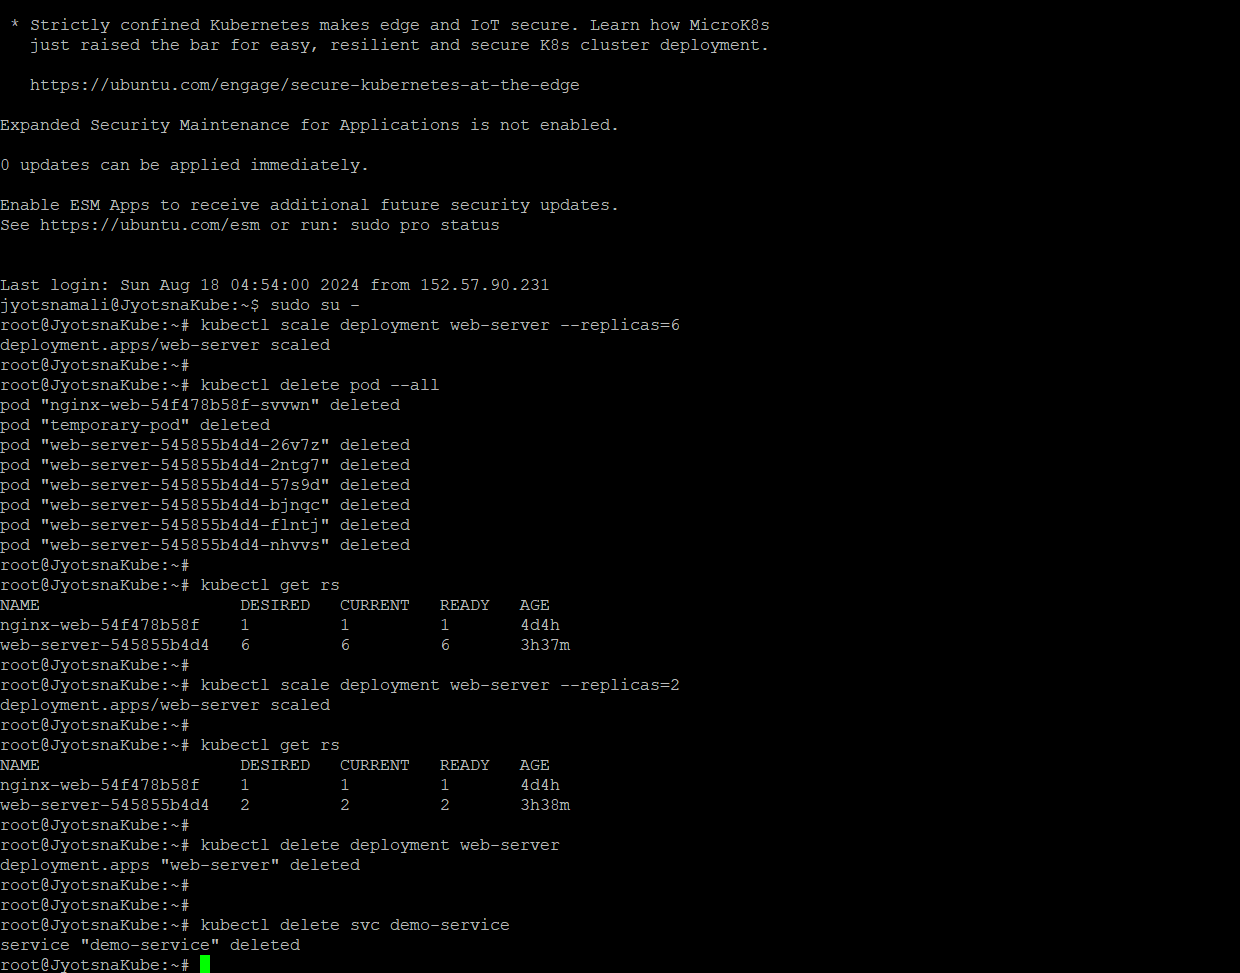 * Strictly confined Kubernetes makes edge and IoT secure. Learn how MicroK8s
just raised the bar for easy, resilient and secure K8s cluster deployment.
https://ubuntu.com/engage/secure-kubernetes-at-the-edge
Expanded Security Maintenance for Applications is not enabled.
0 updates can be applied immediately.
Enable ESM Apps to receive additional future security updates.
See https://ubuntu.com/esm or run: sudo pro status
Last login: Sun Aug 18 04:54:00 2024 from 152.57.90.231
jyotsnamali@JyotsnaKube:~$ sudo su -
root@JyotsnaKube:~# kubectl scale deployment web-server --replicas=6
deployment.apps/web-server scaled
root@JyotsnaKube:~#
root@JyotsnaKube:~# kubectl delete pod --all
pod "nginx-web-54f478b58f-svvwn" deleted
pod "temporary-pod" deleted
pod "web-server-545855b4d4-26v7z" deleted
pod "web-server-545855b4d4-2ntg7" deleted
pod "web-server-545855b4d4-57s9d" deleted
pod "web-server-545855b4d4-bjnqc" deleted
pod "web-server-545855b4d4-flntj" deleted
pod "web-server-545855b4d4-nhvvs" deleted
root@JyotsnaKube:~#
root@JyotsnaKube:~# kubectl get rs
NAME DESIRED CURRENT READY AGE
nginx-web-54f478b58f 1 1 1 4d4h
web-server-545855b4d4 6 6 6 3h37m
root@JyotsnaKube:~#
root@JyotsnaKube:~# kubectl scale deployment web-server --replicas=2
deployment.apps/web-server scaled
root@JyotsnaKube:~#
root@JyotsnaKube:~# kubectl get rs
NAME DESIRED CURRENT READY AGE
nginx-web-54f478b58f 1 1 1 4d4h
web-server-545855b4d4 2 2 2 3h38m
root@JyotsnaKube:~#
root@JyotsnaKube:~# kubectl delete deployment web-server
deployment.apps "web-server" deleted
root@JyotsnaKube:~#
root@JyotsnaKube:~#
root@JyotsnaKube:~# kubectl delete svc demo-service
service "demo-service" deleted
root@JyotsnaKube:~#